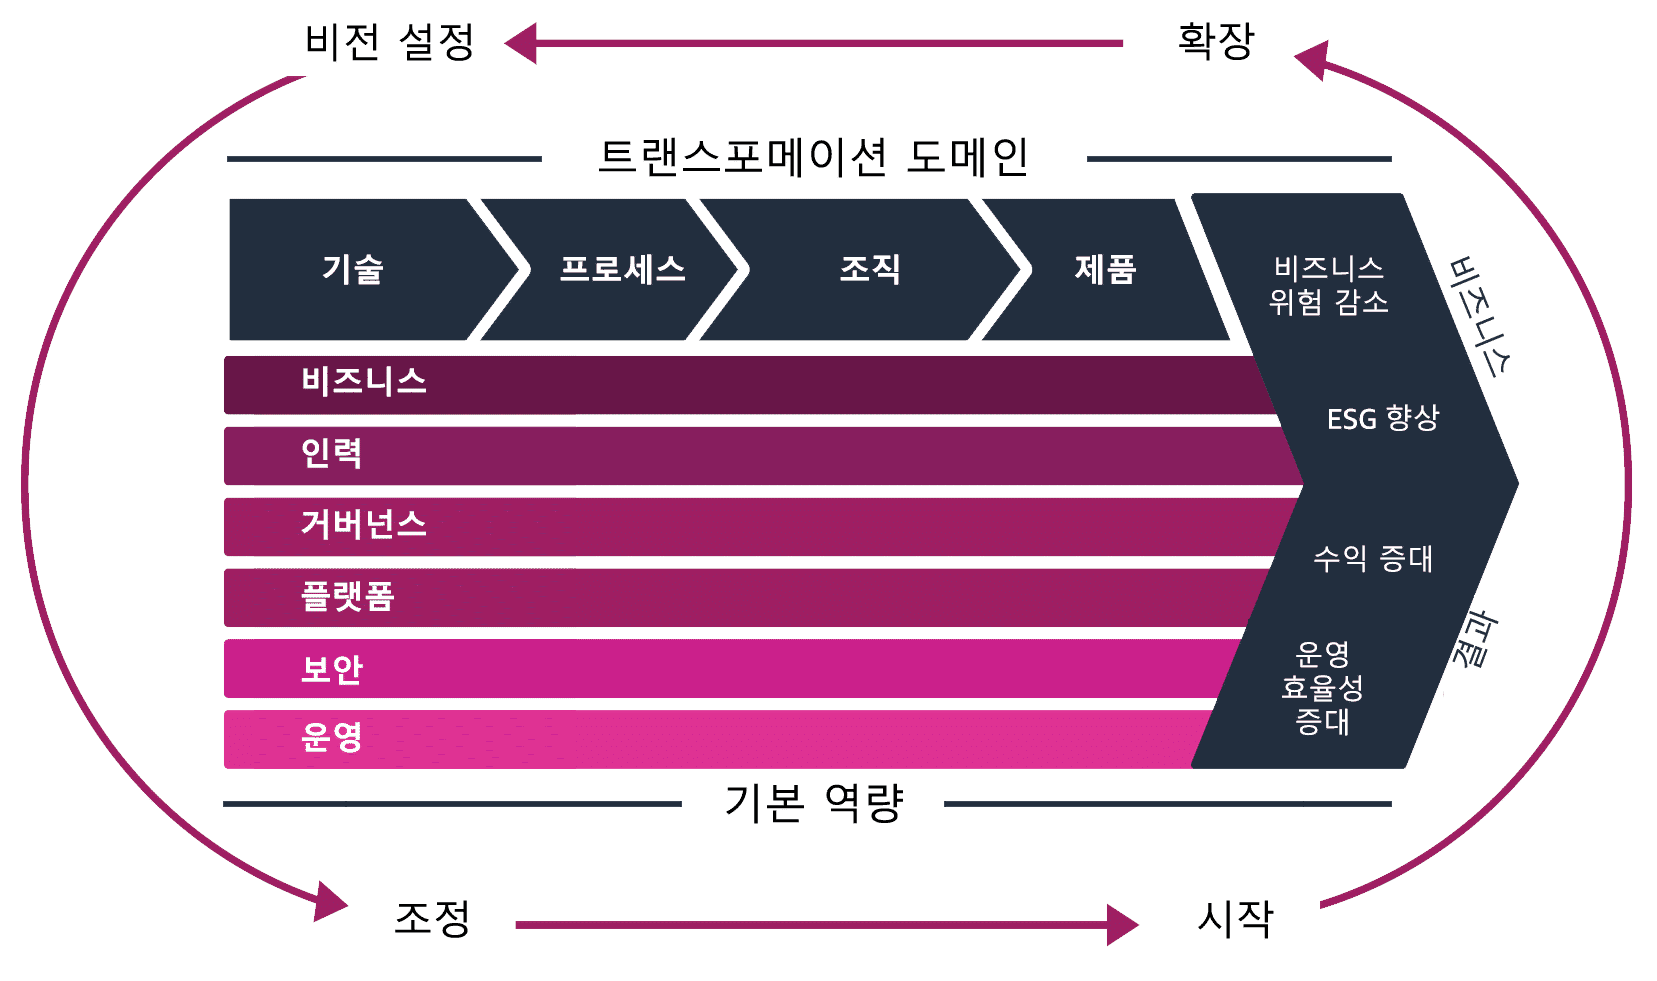 비전 설정
확장
트랜스포메이션 도메인
기술
프로세스
조직
제품
비즈니스
위험 감소
ESG 향상
수익 증대
운영
효율성
증대
비즈니스
결과
비즈니스
인력
거버넌스
플랫폼
보안
운영
기본 역량
조정
시작